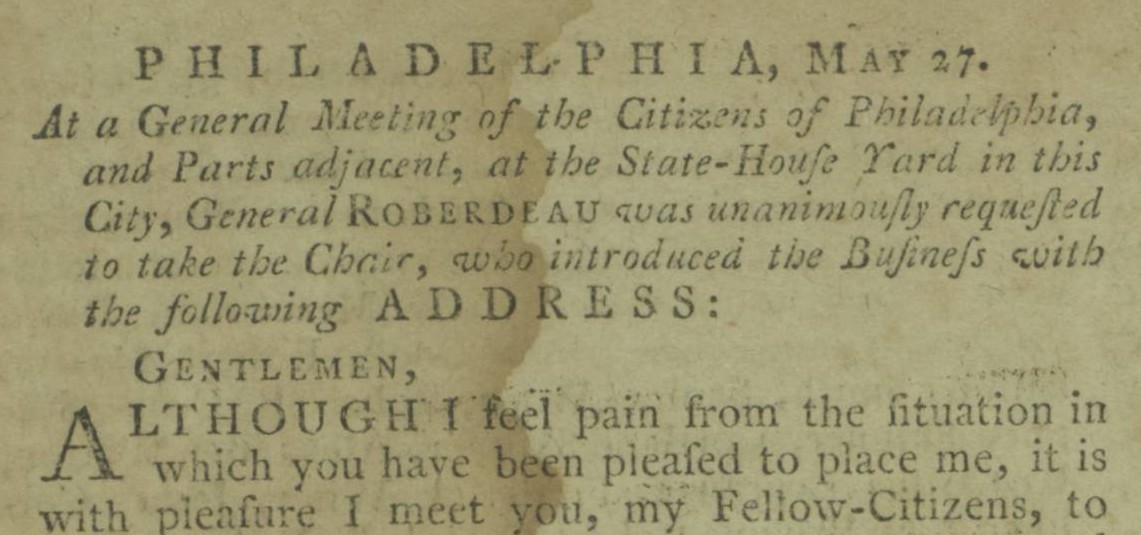 PHILADELPHIA, MAY 27.
At a General Meeting of the Citizens of Philadelphia,
and Parts adjacent, at the State-Houſe Yard in this
City, General ROBERDEAU was unanimouſly requeſted
to take the Chair, who introduced the Buſineſs with
the following ADDRESS:
GENTLEMEN,
ALTHOUGH I feel pain from the ſituation in
which you have been pleaſed to place me, it is
with pleaſure I meet you, my Fellow-Citizens, to